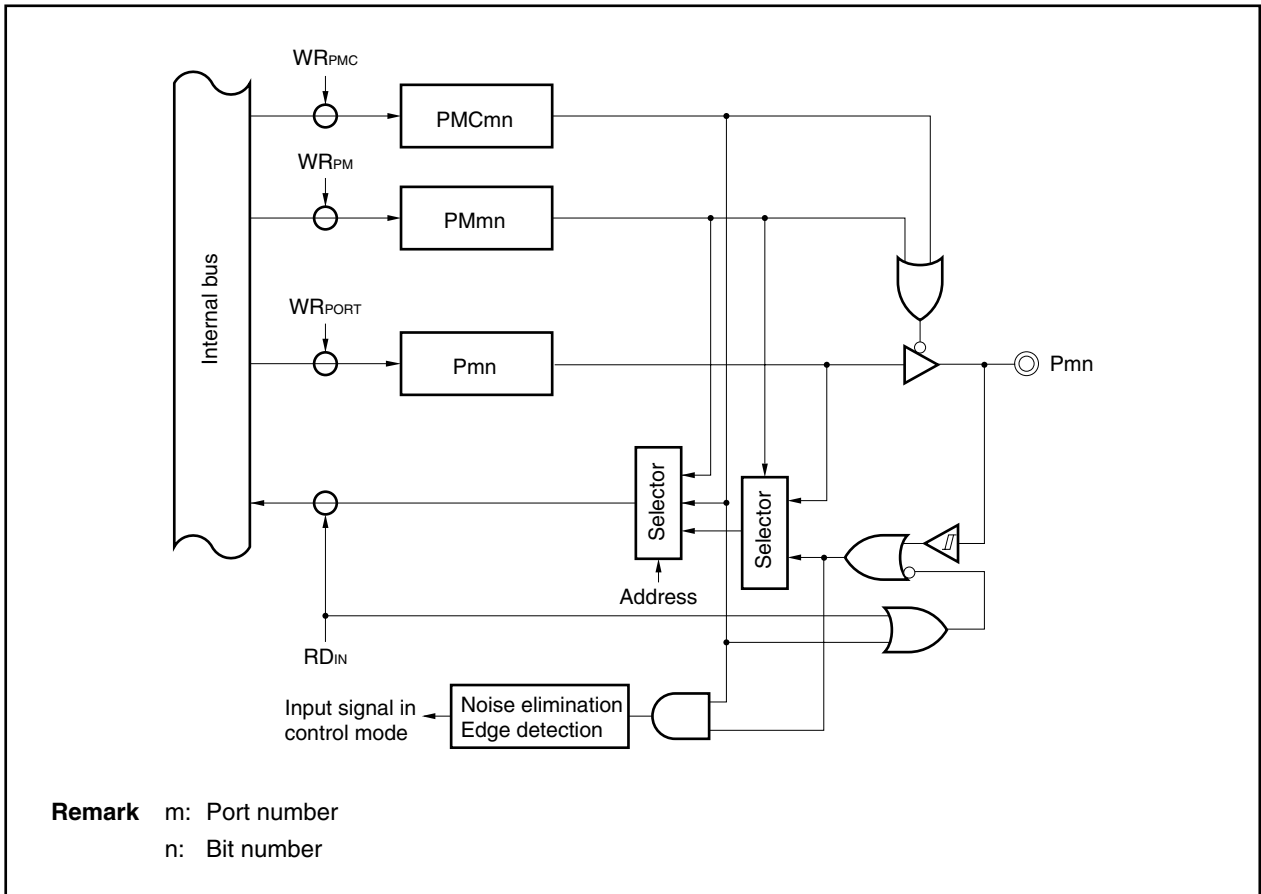 WRPMC
PMCmn
WRPM
PMmn
Internal bus
WRPORT
Pmn
Pmn
Selector
Selector
Address
RDIN
Input signal in
control mode
Noise elimination
Edge detection
Remark m: Port number
n: Bit number